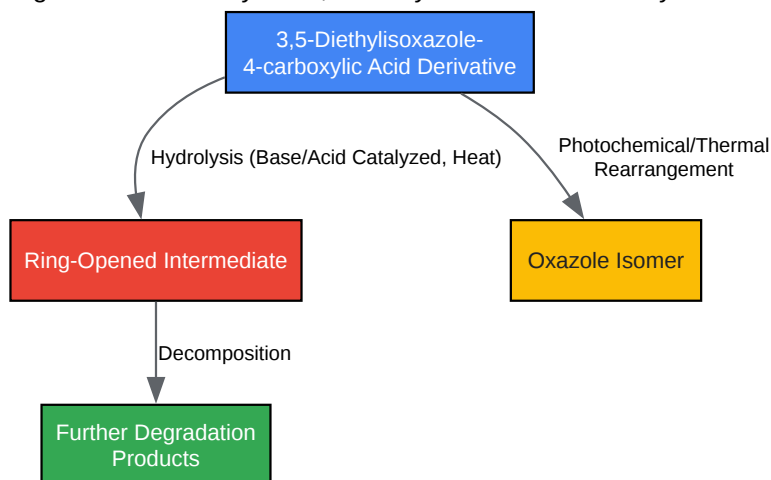 3,5-Diethylisoxazole-
4-carboxylic Acid Derivative
Hydrolysis (Base/Acid Catalyzed, Heat)
Photochemical/Thermal
Rearrangement
Ring-Opened Intermediate
Oxazole Isomer
Decomposition
Further Degradation
Products